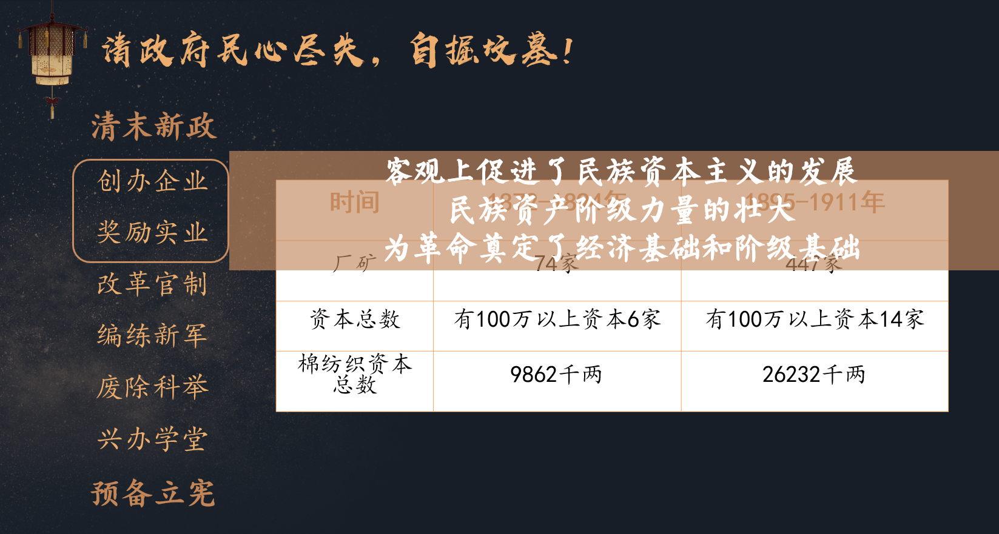 清政府民心尽失，自掘坟墓！
清末新政
创办企业
奖励实业
改革官制
编练新军
废除科举
兴办学堂
预备立宪
客观上促进了民族资本主义的发展
民族资产阶级力量的壮大
为革命奠定了经济基础和阶级基础
时间 1895-1911年
厂矿 74家 447家
资本总数 有100万以上资本6家 有100万以上资本14家
棉纺织资本
总数 9862千两 26232千两